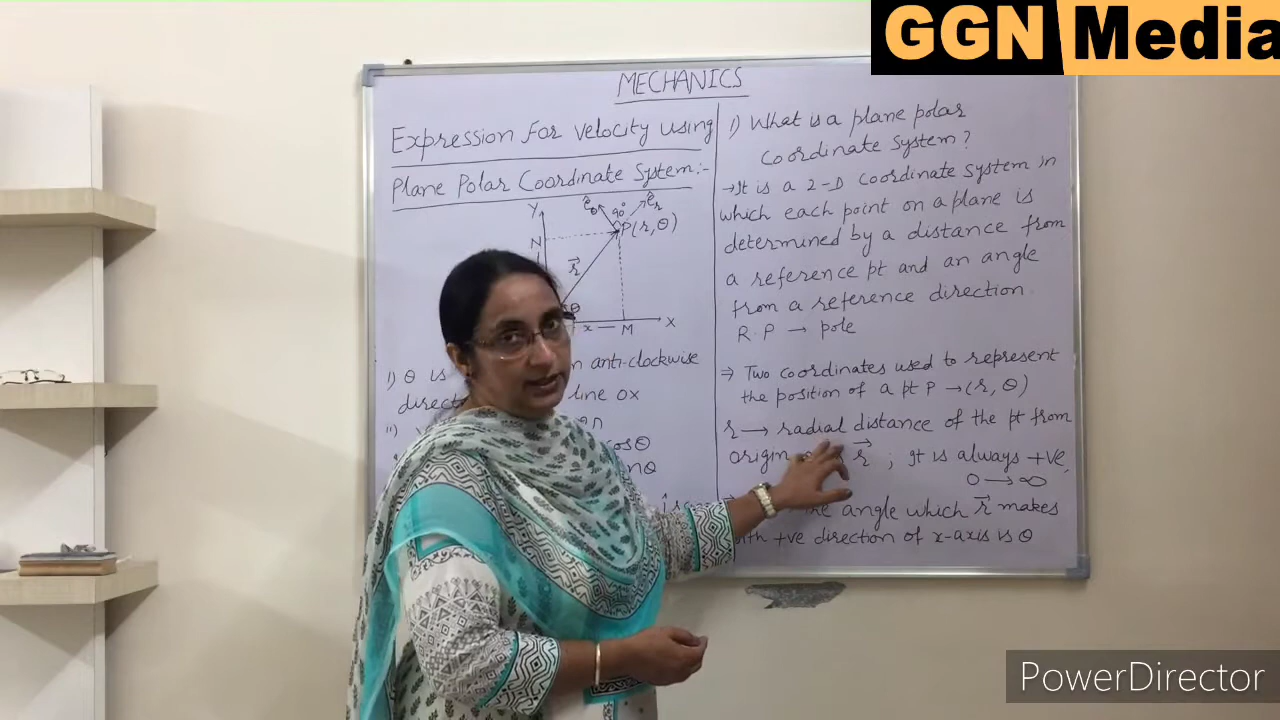 GGN Media
MECHANICS
Expression For Velocity using
Plane Polar Coordinate System:-
Y
e_θ 90° e_r
N
P(r,θ)
r⃗
θ
x M X
1) θ is anti-clockwise
direct line OX
ii)
cosθ
1) What is a plane polar
coordinate system?
→ It is a 2-D coordinate system in
which each point on a plane is
determined by a distance from
a reference pt and an angle
from a reference direction.
R.P → pole
⇒ Two coordinates used to represent
the position of a pt P → (r, θ)
r → radial distance of the pt from
origin r⃗ ; It is always +ve,
0 → ∞
angle which r⃗ makes
with +ve direction of x-axis is θ
PowerDirector